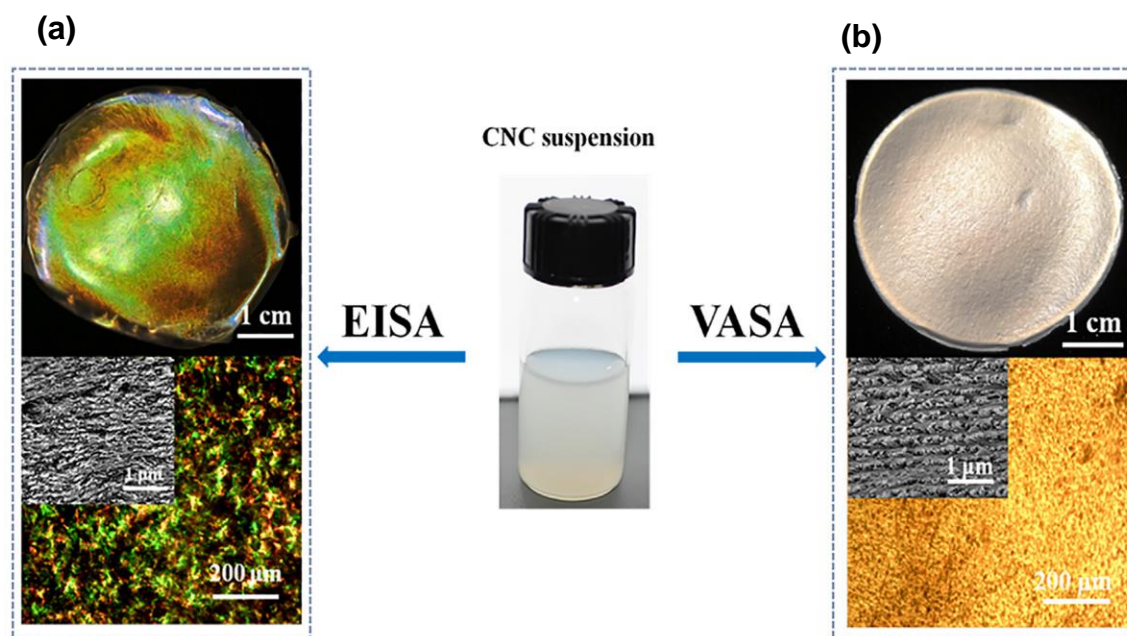 (a)
(b)
CNC suspension
EISA
VASA
1 cm
1 cm
1 μm
1 μm
200 μm
200 μm